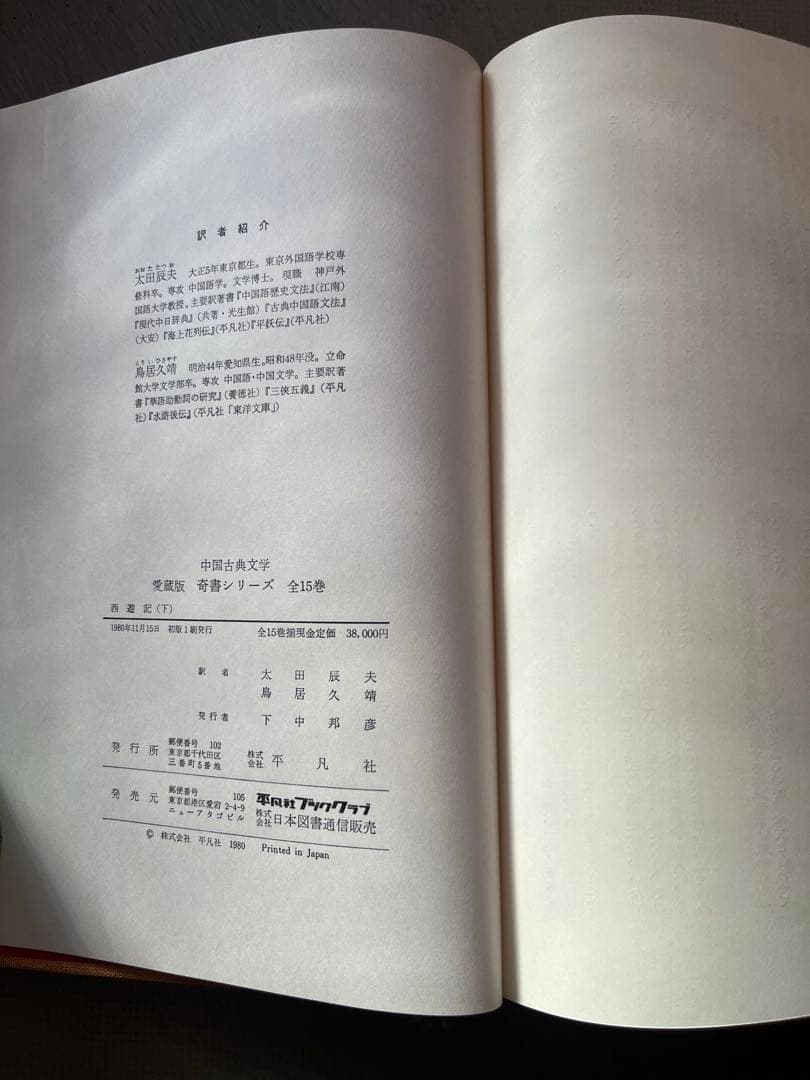 訳者紹介
おおたたつお
太田辰夫 大正5年東京都生。東京外国語学校専
修科卒。専攻 中国語学。文学博士。現職 神戸外
国語大学教授。主要訳著書『中国語歴史文法』(江南)
『現代中日辞典』(共著・光生館)『古典中国語文法』
(大安)『海上花列伝』(平凡社)『平妖伝』(平凡社)
とりいひさやす
鳥居久靖 明治44年愛知県生。昭和48年没。立命
館大学文学部卒。専攻 中国語・中国文学。主要訳著
書『華語助動詞の研究』(養徳社)『三俠五義』(平凡
社)『水滸後伝』(平凡社「東洋文庫」)
中国古典文学
愛蔵版 奇書シリーズ 全15巻
西遊記(下)
1980年11月15日 初版1刷発行 全15巻揃現金定価 38,000円
訳者 太田辰夫
鳥居久靖
発行者 下中邦彦
発行所 郵便番号 102
東京都千代田区
三番町5番地
株式会社 平凡社
発売元 郵便番号 105
東京都港区愛宕 2-4-9
ニューアタゴビル
平凡社ブッククラブ
株式会社 日本図書通信販売
© 株式会社 平凡社 1980 Printed in Japan